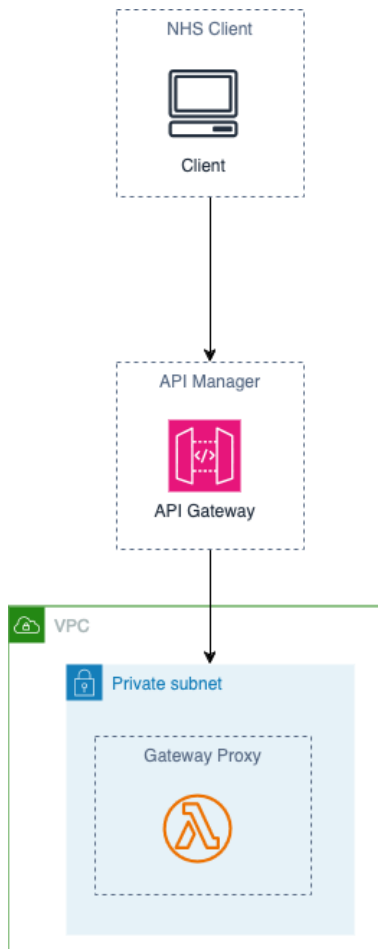 NHS Client
Client
API Manager
</>
API Gateway
VPC
Private subnet
Gateway Proxy